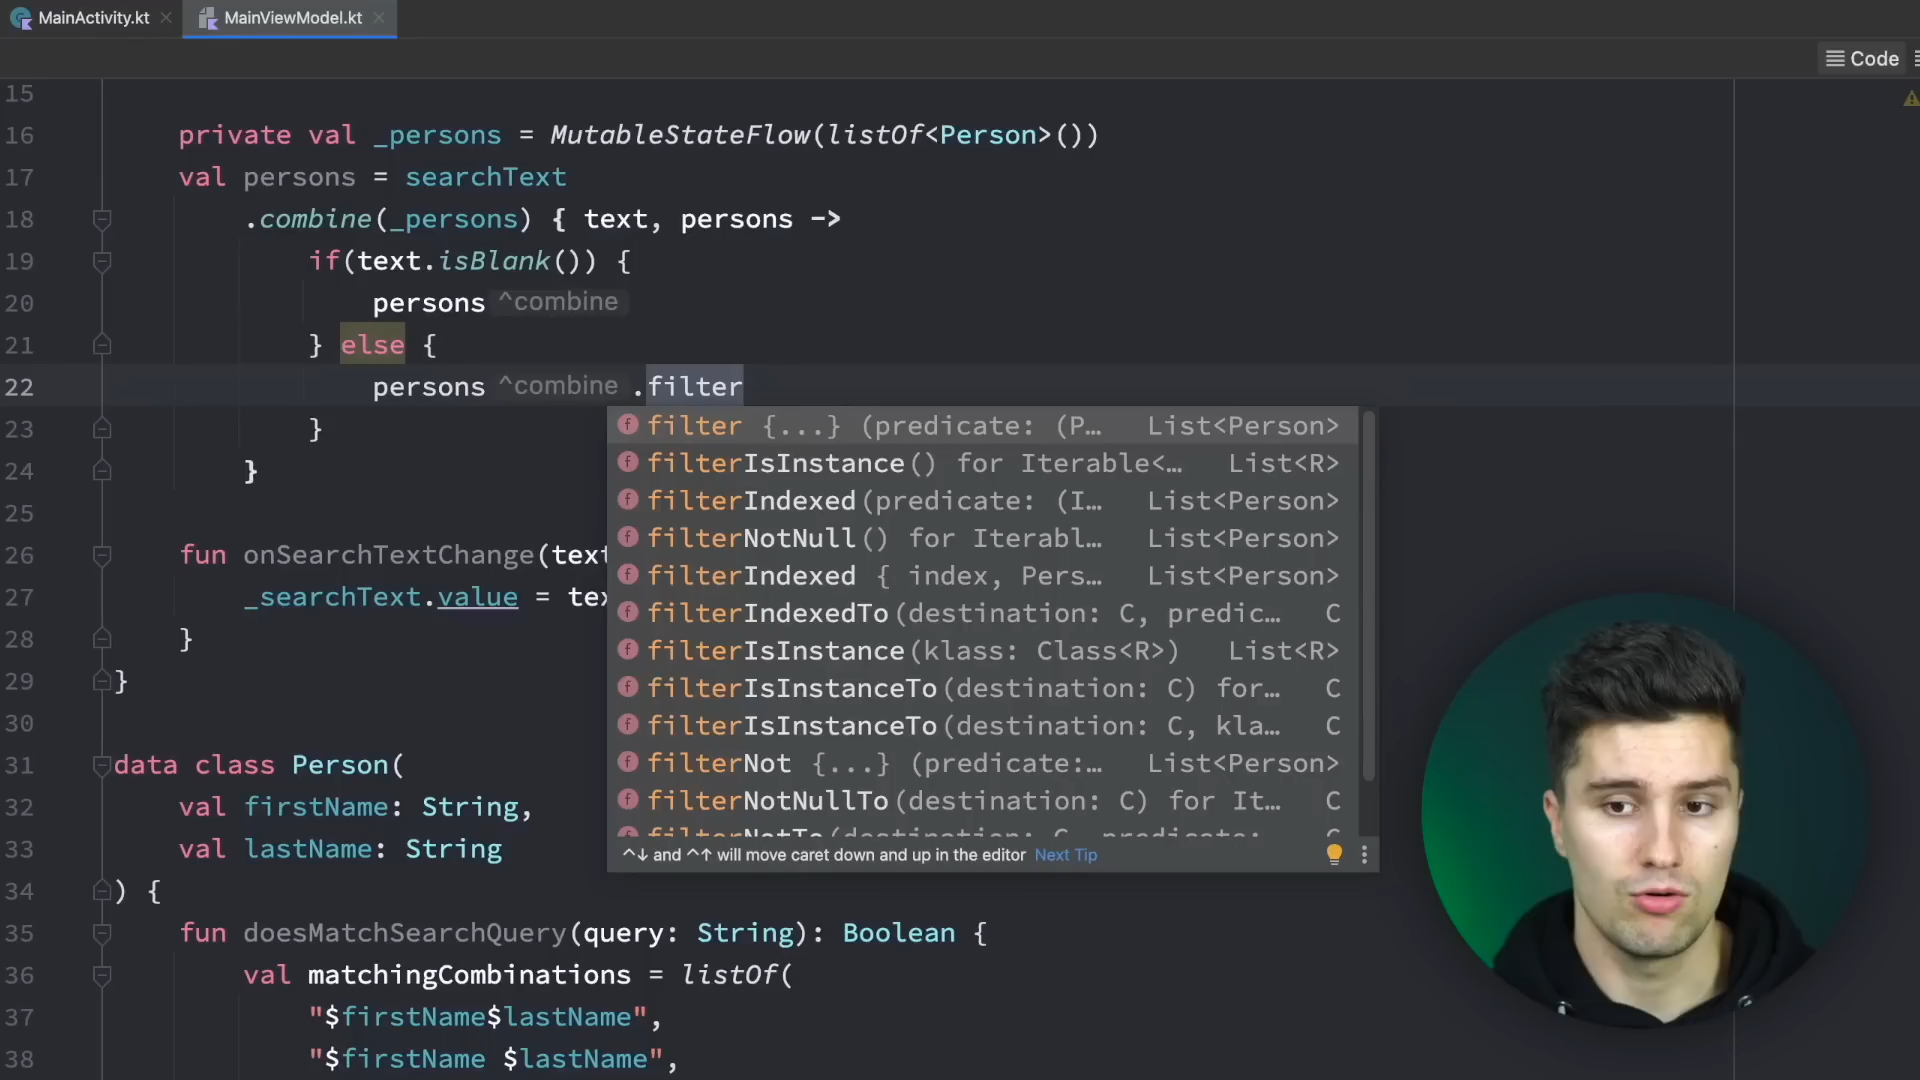 MainActivity.kt
MainViewModel.kt
Code
15
16 private val _persons = MutableStateFlow(listOf<Person>())
17 val persons = searchText
18 .combine(_persons) { text, persons ->
19 if(text.isBlank()) {
20 persons ^combine
21 } else {
22 persons ^combine .filter
23 }
24 }
25
26 fun onSearchTextChange(text
27 _searchText.value = tex
28 }
29 }
30
31 data class Person(
32 val firstName: String,
33 val lastName: String
34 ) {
35 fun doesMatchSearchQuery(query: String): Boolean {
36 val matchingCombinations = listOf(
37 "$firstName$lastName",
38 "$firstName $lastName",
filter {...} (predicate: (P… List<Person>
filterIsInstance() for Iterable<… List<R>
filterIndexed(predicate: (I… List<Person>
filterNotNull() for Iterabl… List<Person>
filterIndexed { index, Pers… List<Person>
filterIndexedTo(destination: C, predic… C
filterIsInstance(klass: Class<R>) List<R>
filterIsInstanceTo(destination: C) for… C
filterIsInstanceTo(destination: C, kla… C
filterNot {...} (predicate:… List<Person>
filterNotNullTo(destination: C) for It… C
filterNotTo(destination: C, predicate: C
^↓ and ^↑ will move caret down and up in the editor Next Tip